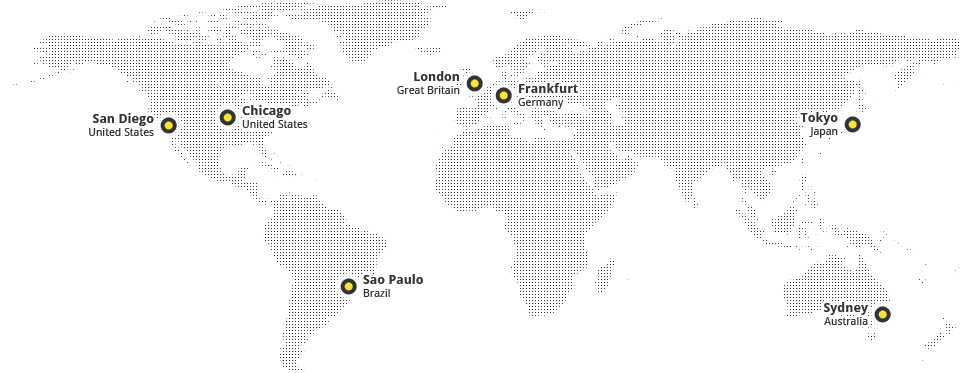 London
Great Britain
Frankfurt
Germany
Chicago
United States
San Diego
United States
Tokyo
Japan
Sao Paulo
Brazil
Sydney
Australia